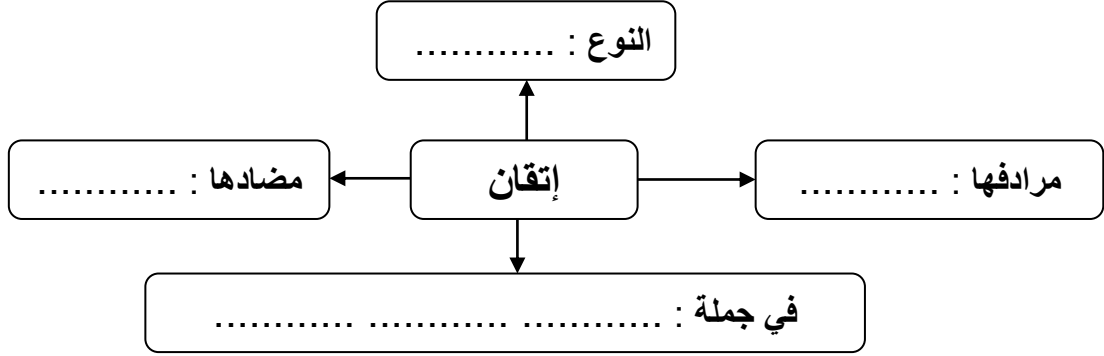 النوع : ............
مرادفها : ............
إتقان
مضادها : ............
في جملة : ............ ............ ............